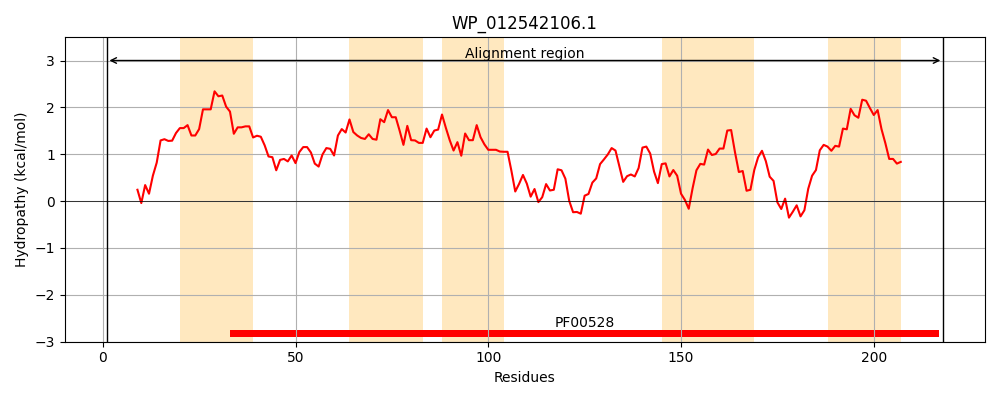 WP_012542106.1
Alignment region
3
2
1
0
−1
−2
−3
Hydropathy (kcal/mol)
PF00528
0 50 100 150 200
Residues